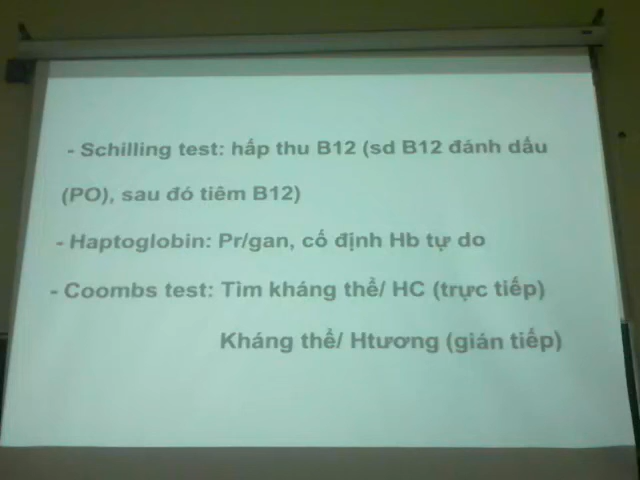 - Schilling test: hấp thu B12 (sd B12 đánh dấu
(PO), sau đó tiêm B12)
- Haptoglobin: Pr/gan, cố định Hb tự do
- Coombs test: Tìm kháng thể/ HC (trực tiếp)
Kháng thể/ Htương (gián tiếp)